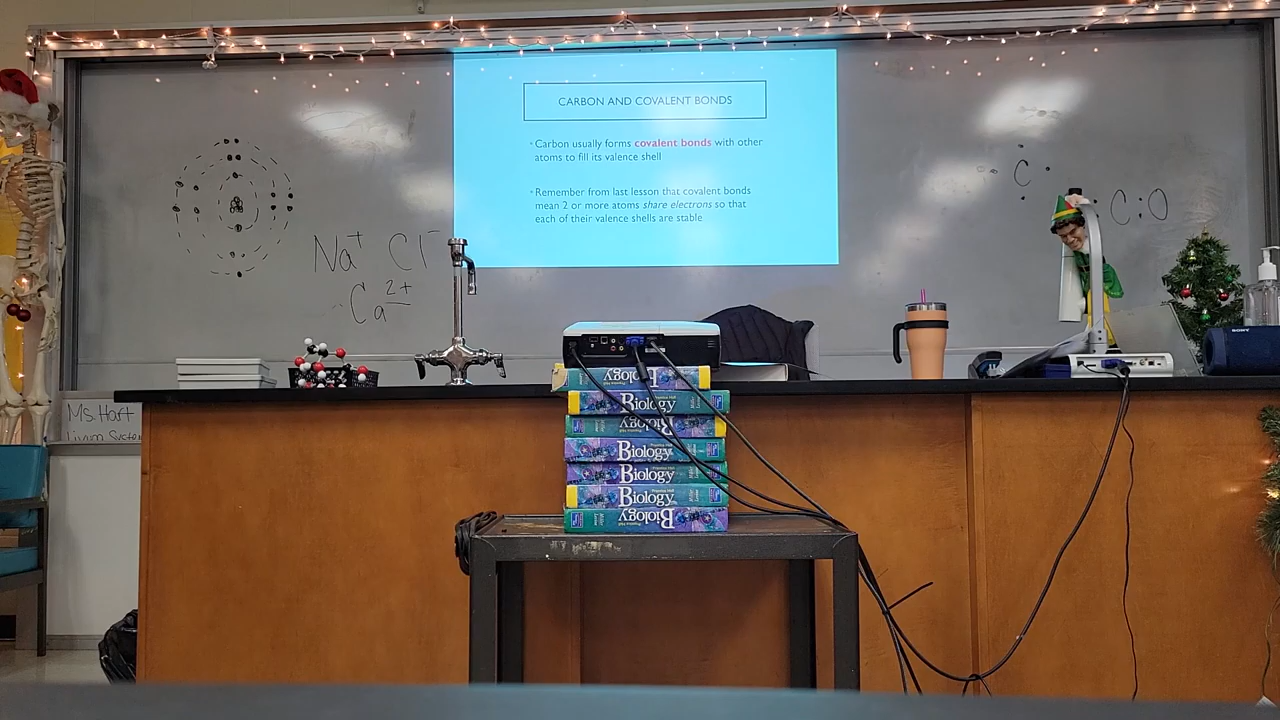 CARBON AND COVALENT BONDS
Carbon usually forms covalent bonds with other
atoms to fill its valence shell
Remember from last lesson that covalent bonds
mean 2 or more atoms share electrons so that
each of their valence shells are stable
Na+ Cl-
Ca2+
C
C:O
SONY
Ms. Hart
Biology
Biology
Biology
Biology
Biology
Biology
Biology